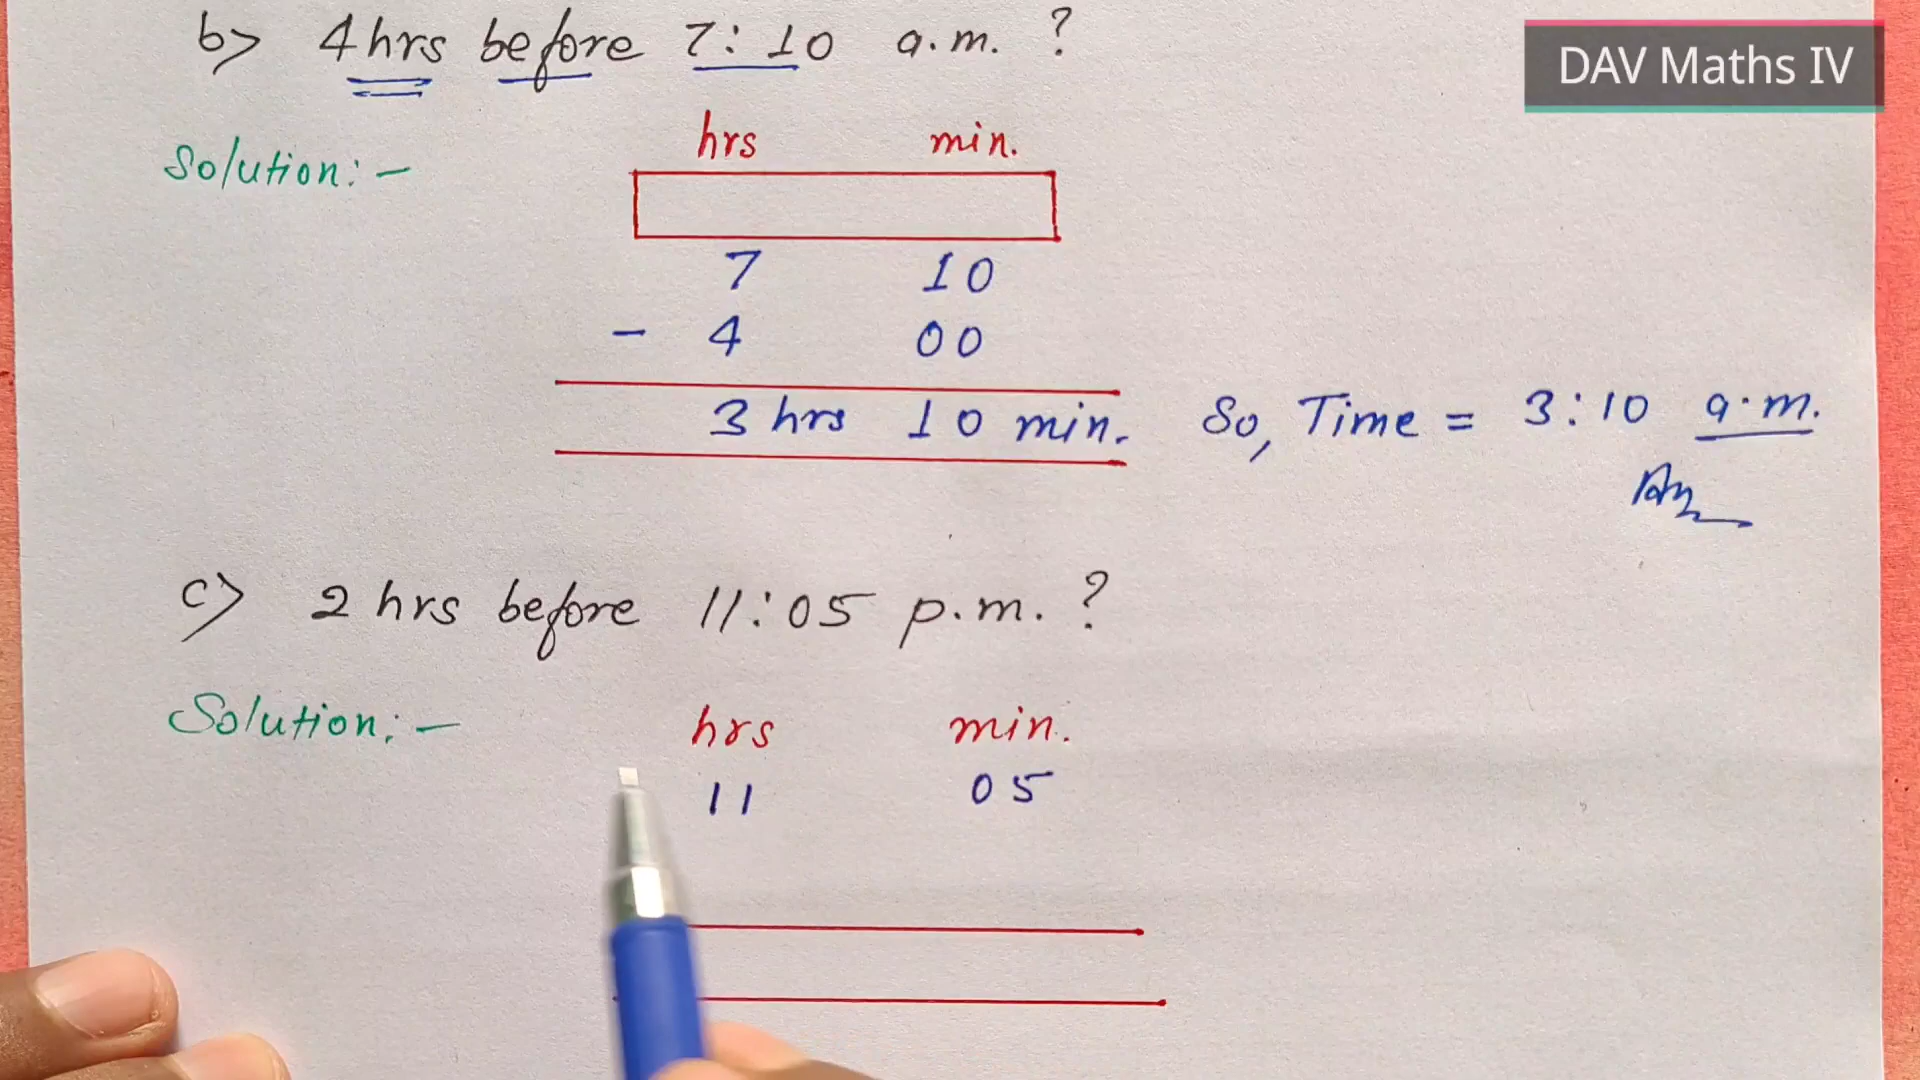 b> 4 hrs before 7:10 a.m. ?
DAV Maths IV
Solution:-
hrs min.
7 10
- 4 00
3 hrs 10 min. So, Time = 3:10 a.m.
Ans
c> 2 hrs before 11:05 p.m. ?
Solution:-
hrs min.
11 05